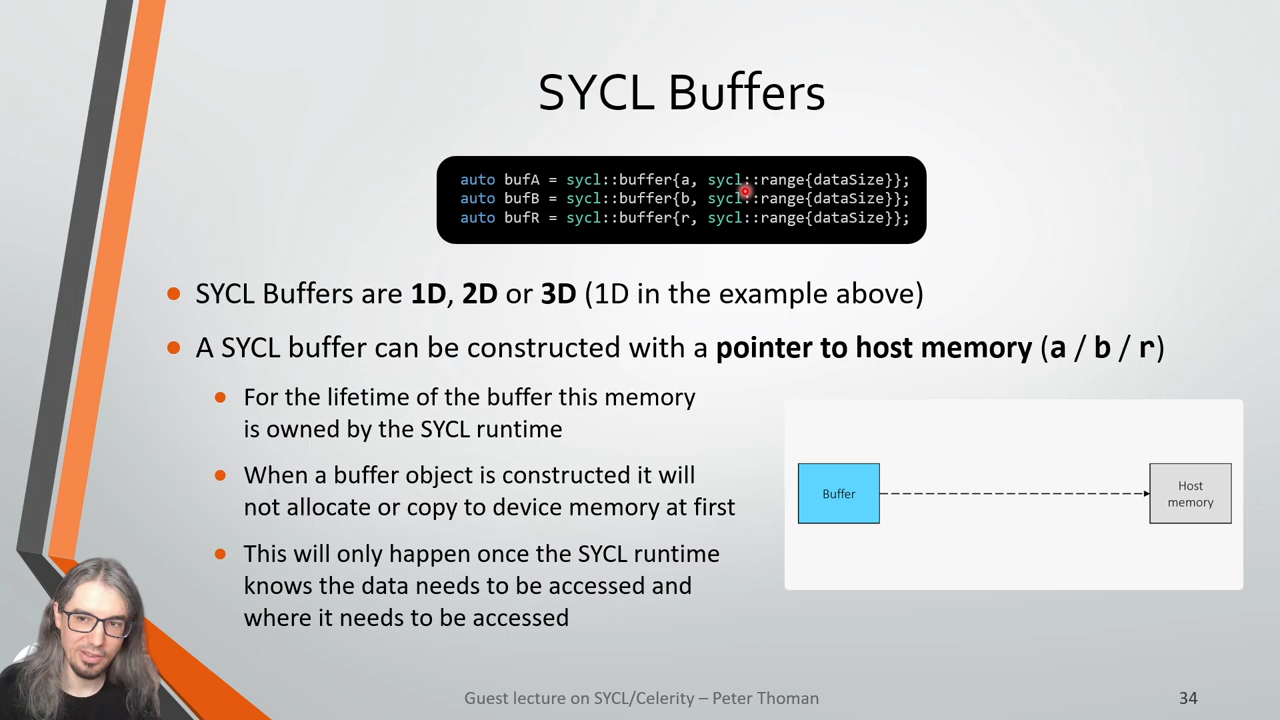 SYCL Buffers
auto bufA = sycl::buffer{a, sycl::range{dataSize}};
auto bufB = sycl::buffer{b, sycl::range{dataSize}};
auto bufR = sycl::buffer{r, sycl::range{dataSize}};
SYCL Buffers are 1D, 2D or 3D (1D in the example above)
A SYCL buffer can be constructed with a pointer to host memory (a / b / r)
For the lifetime of the buffer this memory
is owned by the SYCL runtime
When a buffer object is constructed it will
not allocate or copy to device memory at first
This will only happen once the SYCL runtime
knows the data needs to be accessed and
where it needs to be accessed
Buffer
Host
memory
Guest lecture on SYCL/Celerity – Peter Thoman
34